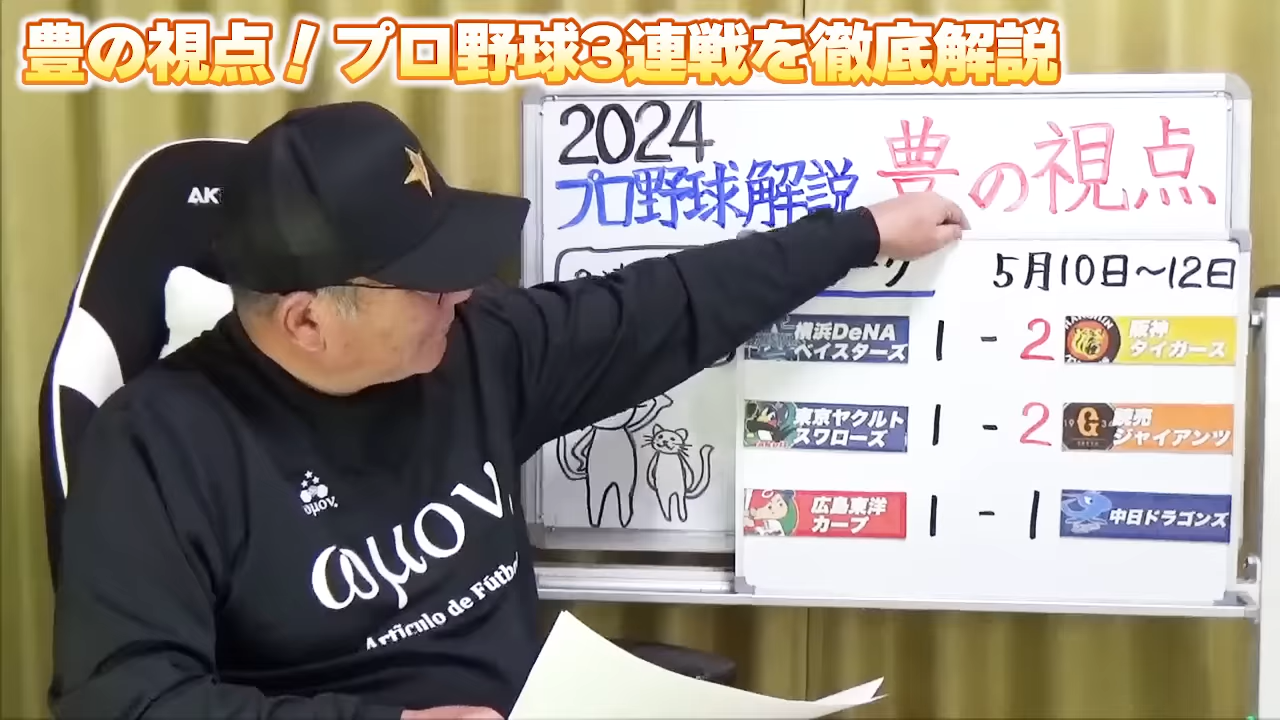 豊の視点!プロ野球3連戦を徹底解説
2024
プロ野球解説 豊の視点
5月10日～12日
横浜DeNA
ベイスターズ
1 - 2
阪神
タイガース
東京ヤクルト
スワローズ
1 - 2
読売
ジャイアンツ
広島東洋
カープ
1 - 1
中日ドラゴンズ
AK
αμον
αμον
Artículo de Fútbo